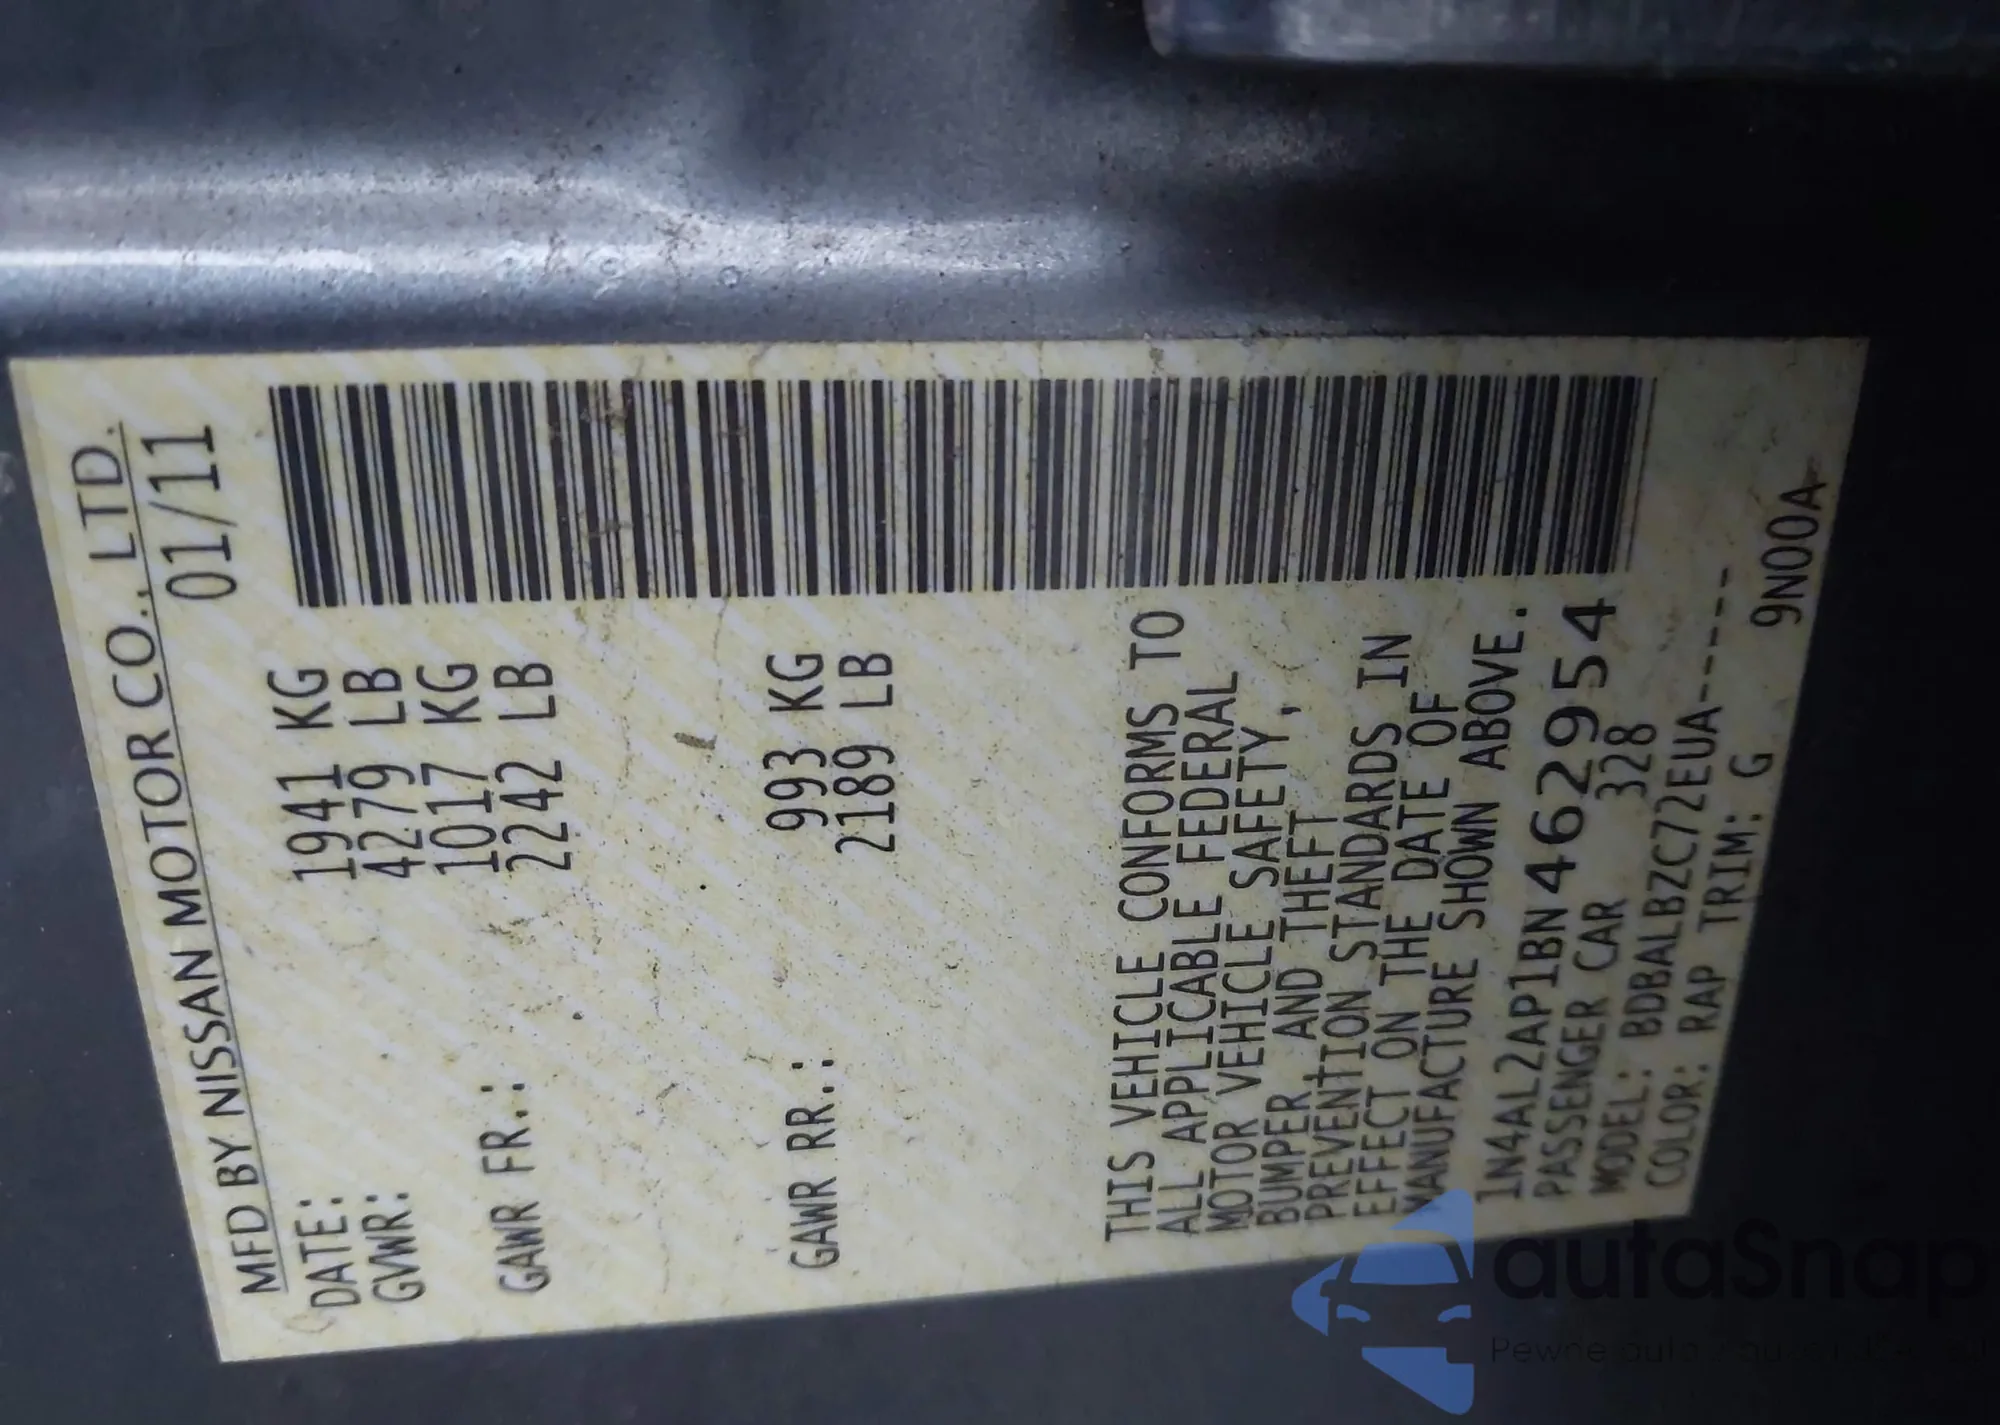 MFD BY NISSAN MOTOR CO., LTD.
DATE: 01/11
GVWR: 1941 KG
4279 LB
GAWR FR.: 1017 KG
2242 LB
GAWR RR.: 993 KG
2189 LB
THIS VEHICLE CONFORMS TO
ALL APPLICABLE FEDERAL
MOTOR VEHICLE SAFETY,
BUMPER AND THEFT
PREVENTION STANDARDS IN
EFFECT ON THE DATE OF
MANUFACTURE SHOWN ABOVE.
1N4AL2AP1BN462954
PASSENGER CAR 328
MODEL: BDBALBZC72EUA-----
COLOR: RAP TRIM: G
9N00A
autaSnap
Pewne auta z